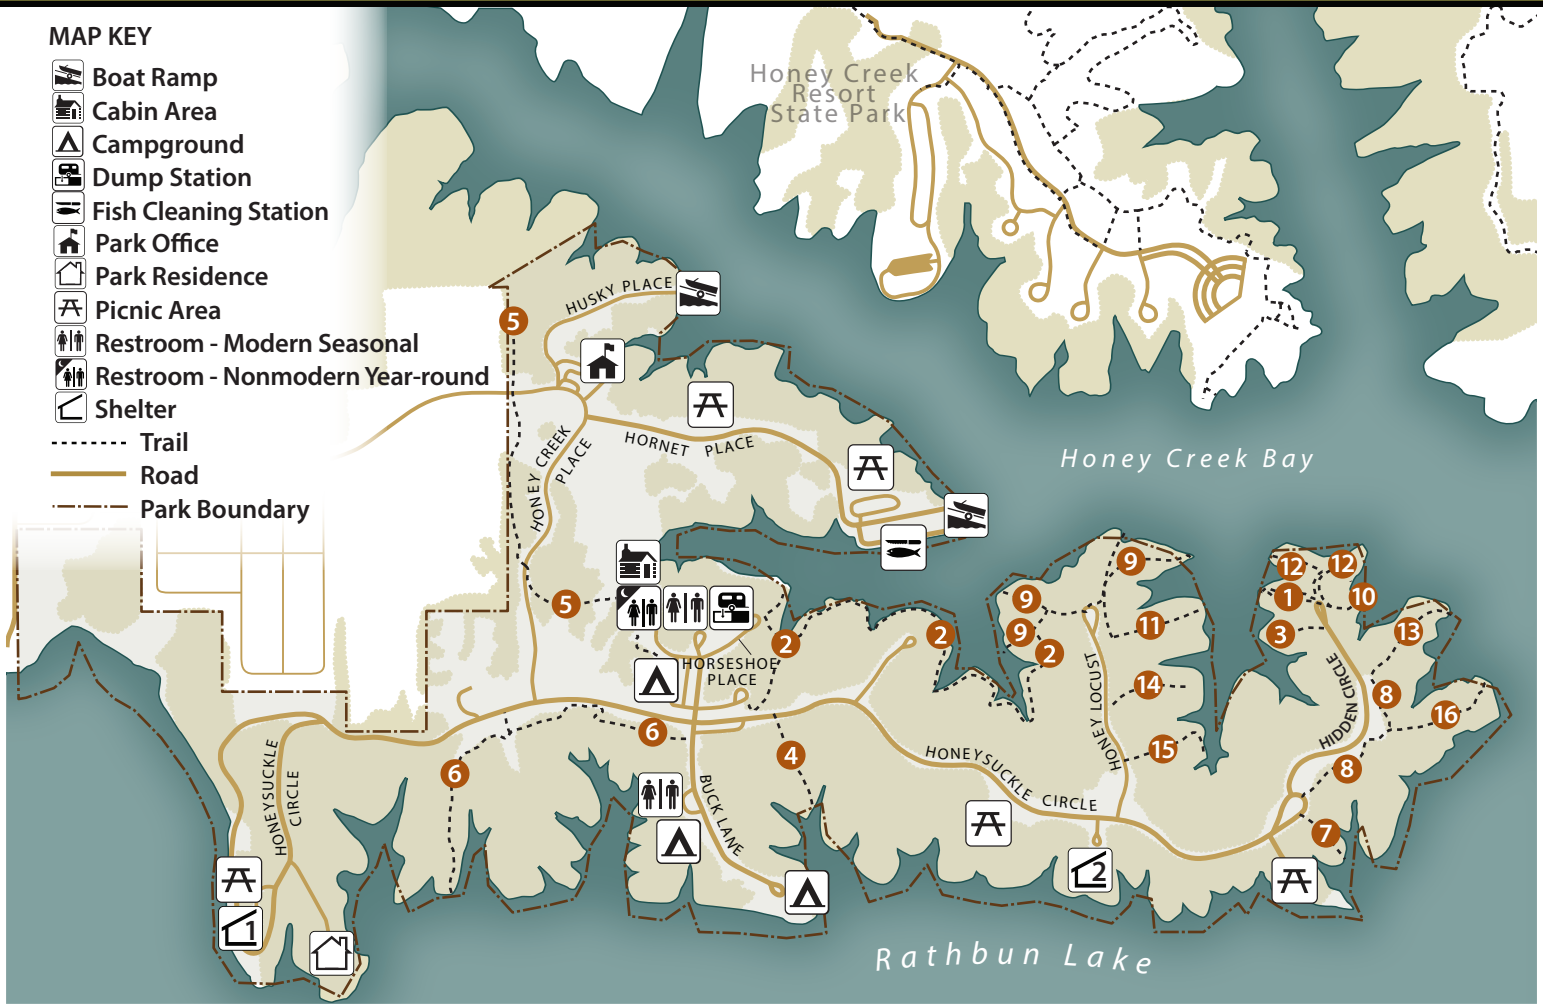 MAP KEY
Boat Ramp
Cabin Area
Campground
Dump Station
Fish Cleaning Station
Park Office
Park Residence
Picnic Area
Restroom - Modern Seasonal
Restroom - Nonmodern Year-round
Shelter
Trail
Road
Park Boundary
Honey Creek
Resort
State Park
HUSKY PLACE
5
HORNET PLACE
HONEY CREEK
PLACE
Honey Creek Bay
5
HORSESHOE
PLACE
2
2
9
9
9
2
11
14
15
HONEY LOCUST
12
12
1
10
3
13
8
16
8
7
HIDDEN CIRCLE
6
6
4
HONEYSUCKLE CIRCLE
BUCK LANE
HONEYSUCKLE
CIRCLE
1
2
Rathbun Lake